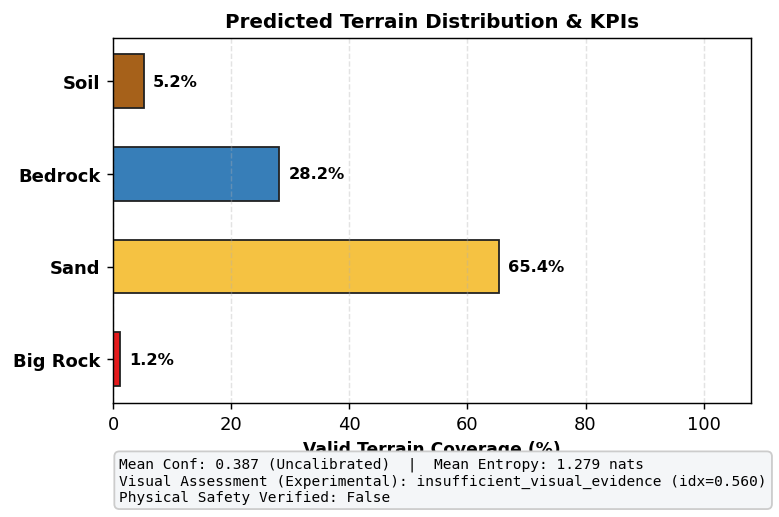 Predicted Terrain Distribution & KPIs
Soil
5.2%
Bedrock
28.2%
Sand
65.4%
Big Rock
1.2%
0 20 40 60 80 100
Valid Terrain Coverage (%)
Mean Conf: 0.387 (Uncalibrated) | Mean Entropy: 1.279 nats
Visual Assessment (Experimental): insufficient_visual_evidence (idx=0.560)
Physical Safety Verified: False